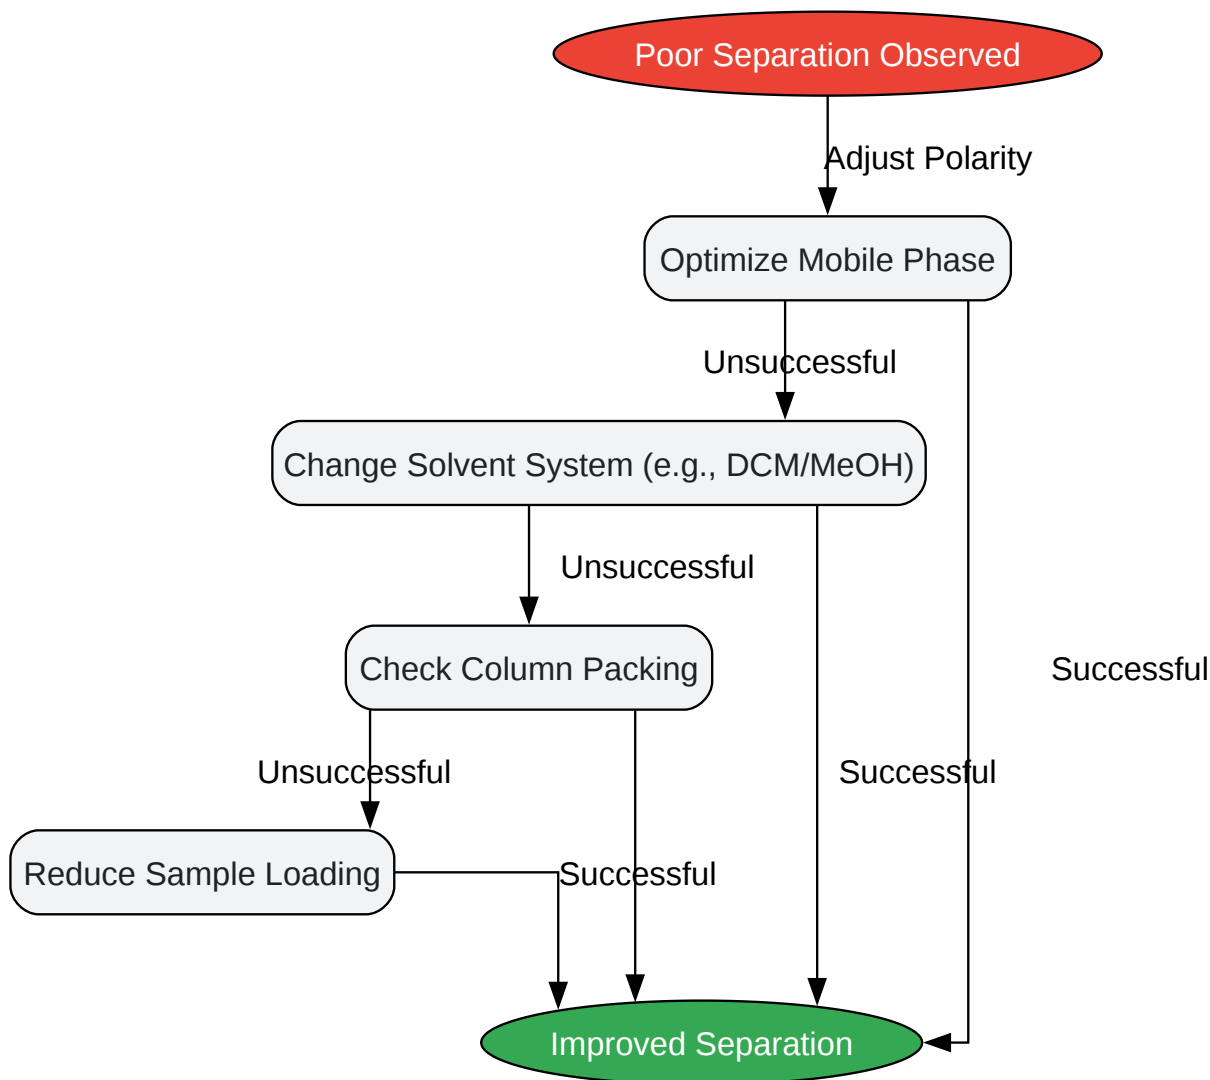 Poor Separation Observed
Adjust Polarity
Optimize Mobile Phase
Unsuccessful
Change Solvent System (e.g., DCM/MeOH)
Unsuccessful
Check Column Packing
Successful
Unsuccessful
Successful
Reduce Sample Loading
Successful
Improved Separation